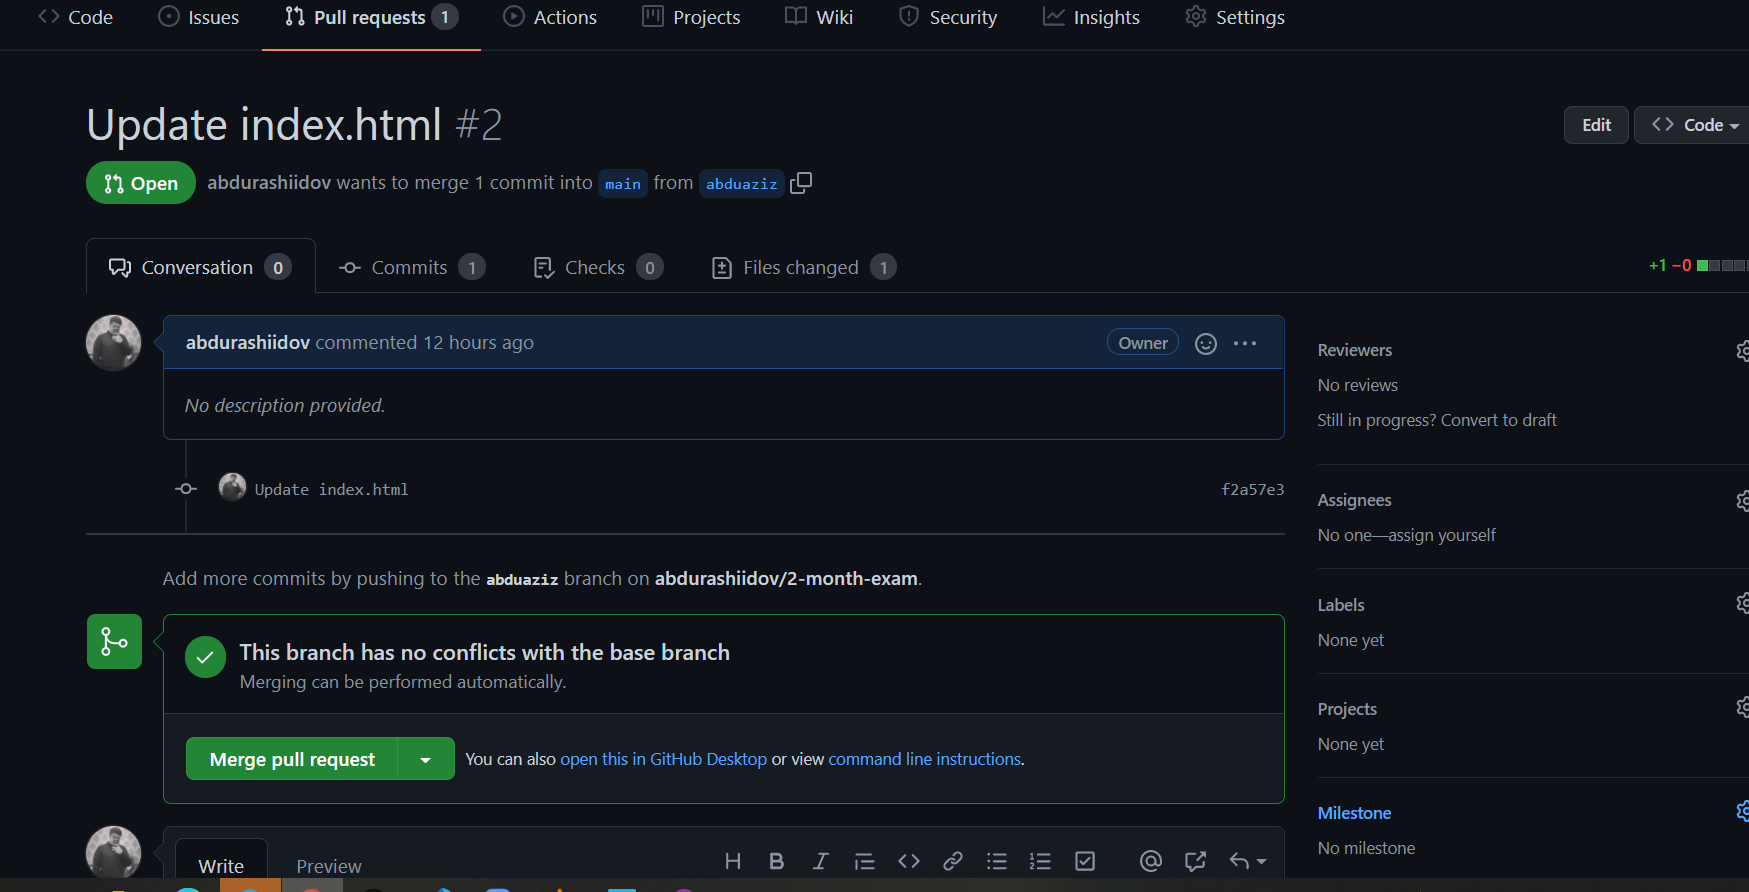 Code Issues Pull requests 1 Actions Projects Wiki Security Insights Settings
Update index.html #2
Edit Code
Open abdurashiidov wants to merge 1 commit into main from abduaziz
Conversation 0 Commits 1 Checks 0 Files changed 1 +1 −0
abdurashiidov commented 12 hours ago Owner
No description provided.
Update index.html f2a57e3
Add more commits by pushing to the abduaziz branch on abdurashiidov/2-month-exam.
This branch has no conflicts with the base branch
Merging can be performed automatically.
Merge pull request You can also open this in GitHub Desktop or view command line instructions.
Write Preview
Reviewers
No reviews
Still in progress? Convert to draft
Assignees
No one—assign yourself
Labels
None yet
Projects
None yet
Milestone
No milestone